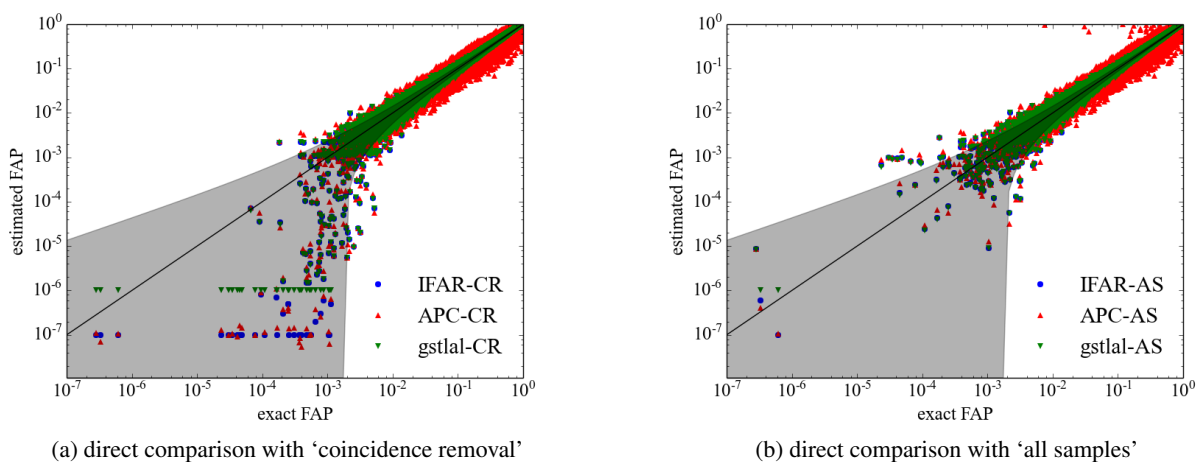 10^0
10^-1
10^-2
10^-3
10^-4
10^-5
10^-6
10^-7
estimated FAP
IFAR-CR
APC-CR
gstlal-CR
10^-7 10^-6 10^-5 10^-4 10^-3 10^-2 10^-1 10^0
exact FAP
(a) direct comparison with ‘coincidence removal’
10^0
10^-1
10^-2
10^-3
10^-4
10^-5
10^-6
10^-7
estimated FAP
IFAR-AS
APC-AS
gstlal-AS
10^-7 10^-6 10^-5 10^-4 10^-3 10^-2 10^-1 10^0
exact FAP
(b) direct comparison with ‘all samples’